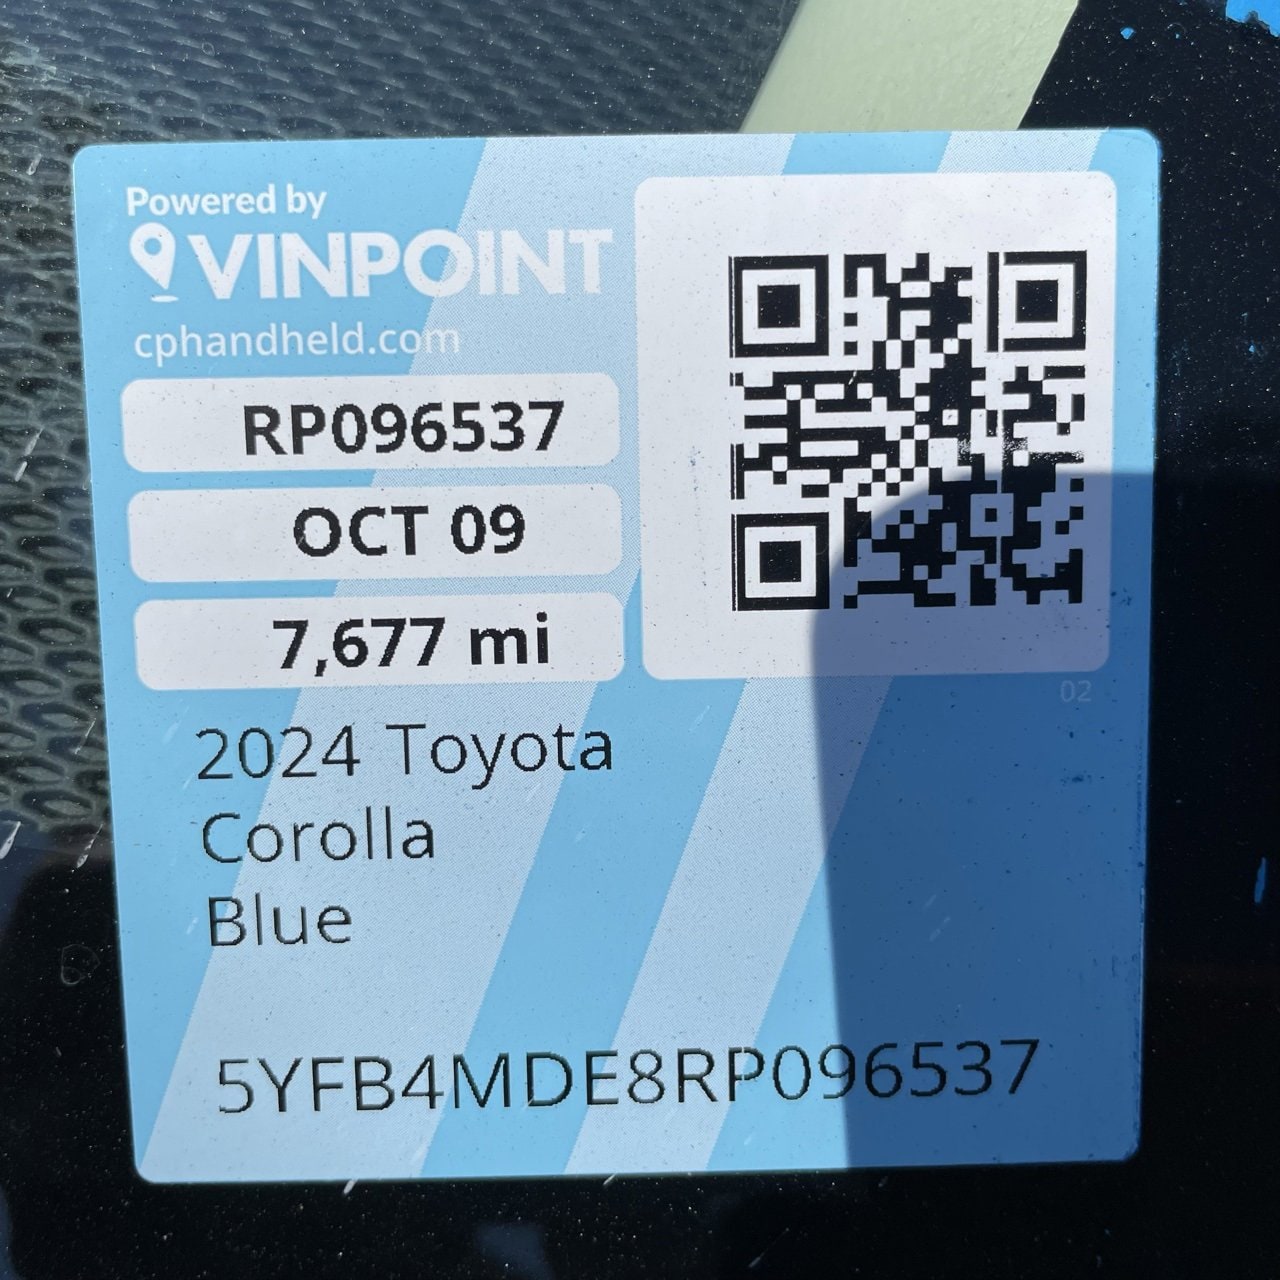 Powered by
VINPOINT
cphandheld.com
RP096537
OCT 09
7,677 mi
02
2024 Toyota
Corolla
Blue
5YFB4MDE8RP096537